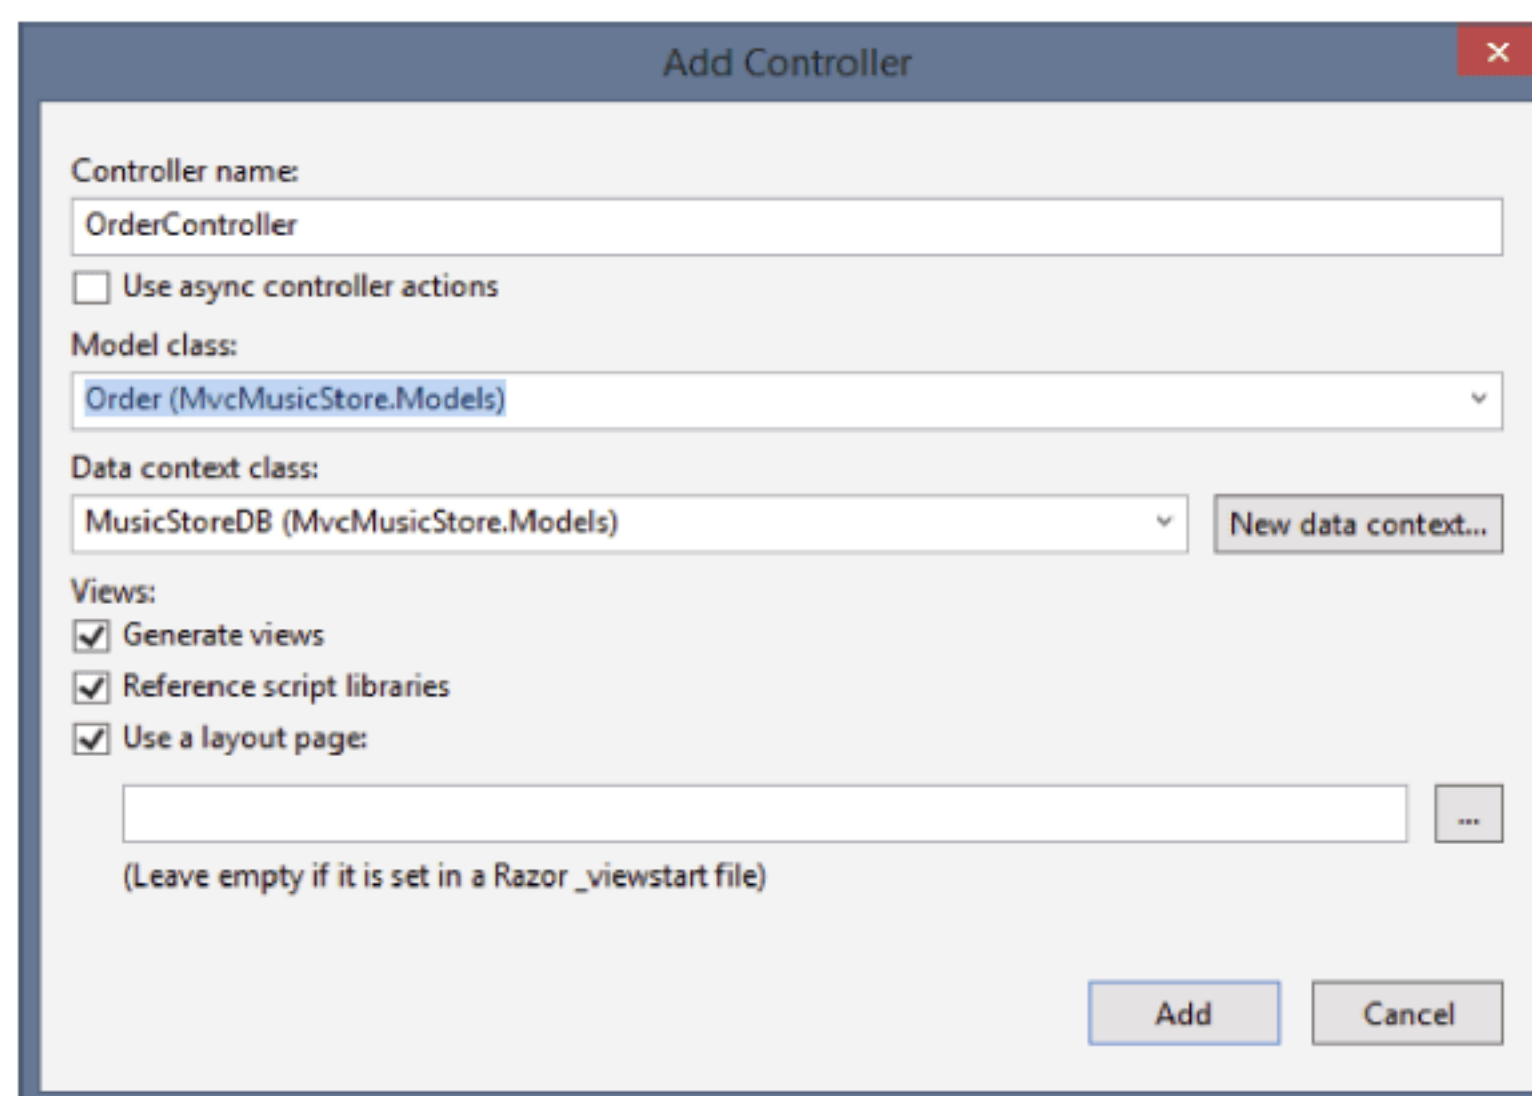 Add Controller
Controller name:
OrderController
Use async controller actions
Model class:
Order (MvcMusicStore.Models)
Data context class:
MusicStoreDB (MvcMusicStore.Models)
New data context...
Views:
Generate views
Reference script libraries
Use a layout page:
...
(Leave empty if it is set in a Razor _viewstart file)
Add
Cancel